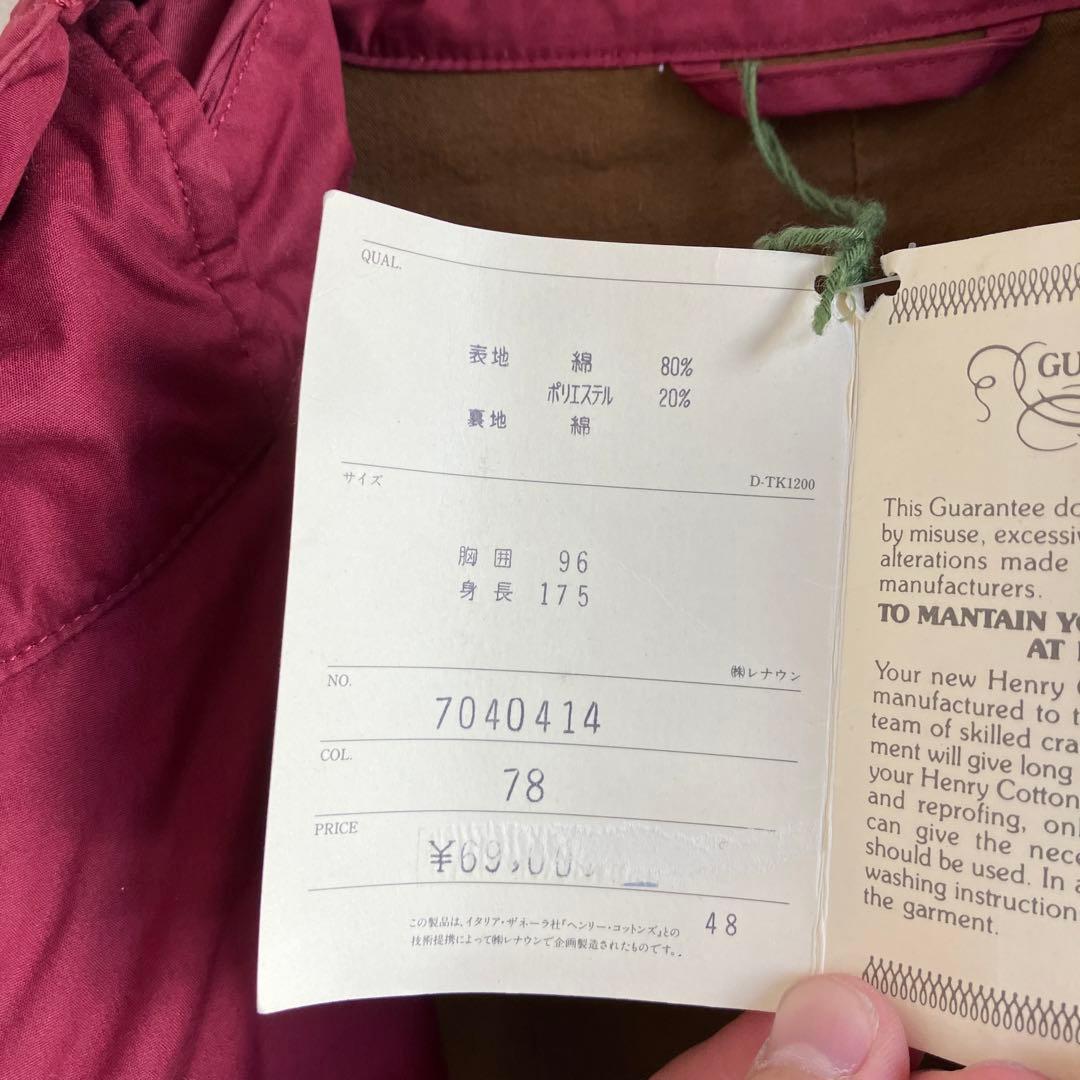 QUAL.
表地 綿 80%
ポリエステル 20%
裏地 綿
サイズ D-TK1200
胸囲 96
身長 175
㈱レナウン
NO.
7040414
COL.
78
PRICE
¥69,00
48
この製品は、イタリア・ザネーラ社『ヘンリー・コットンズ』との
技術提携によって㈱レナウンで企画製造されたものです。
GU
This Guarantee do
by misuse, excessiv
alterations made
manufacturers.
TO MANTAIN YO
AT
Your new Henry
manufactured to t
team of skilled cra
ment will give long
your Henry Cotton
and reprofing, onl
can give the nece
should be used. In a
washing instruction
the garment.